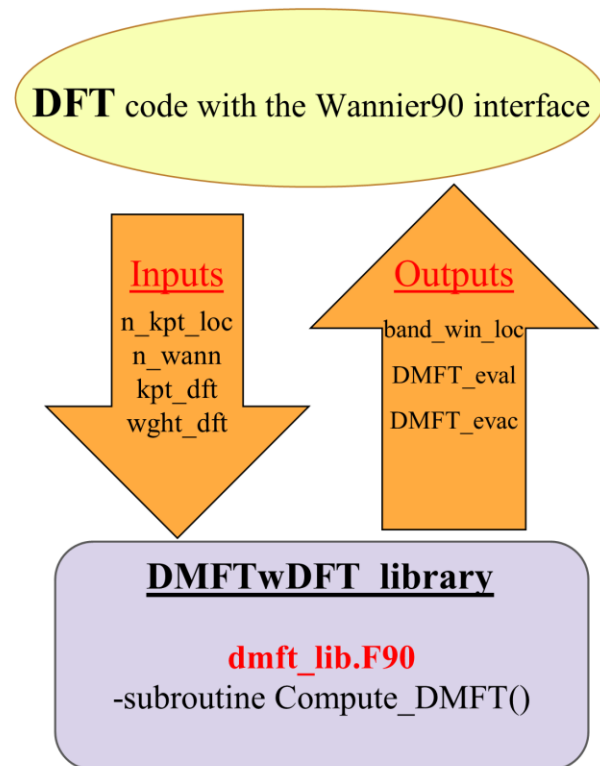 DFT code with the Wannier90 interface
Inputs
n_kpt_loc
n_wann
kpt_dft
wght_dft
Outputs
band_win_loc
DMFT_eval
DMFT_evac
DMFTwDFT library
dmft_lib.F90
-subroutine Compute_DMFT()